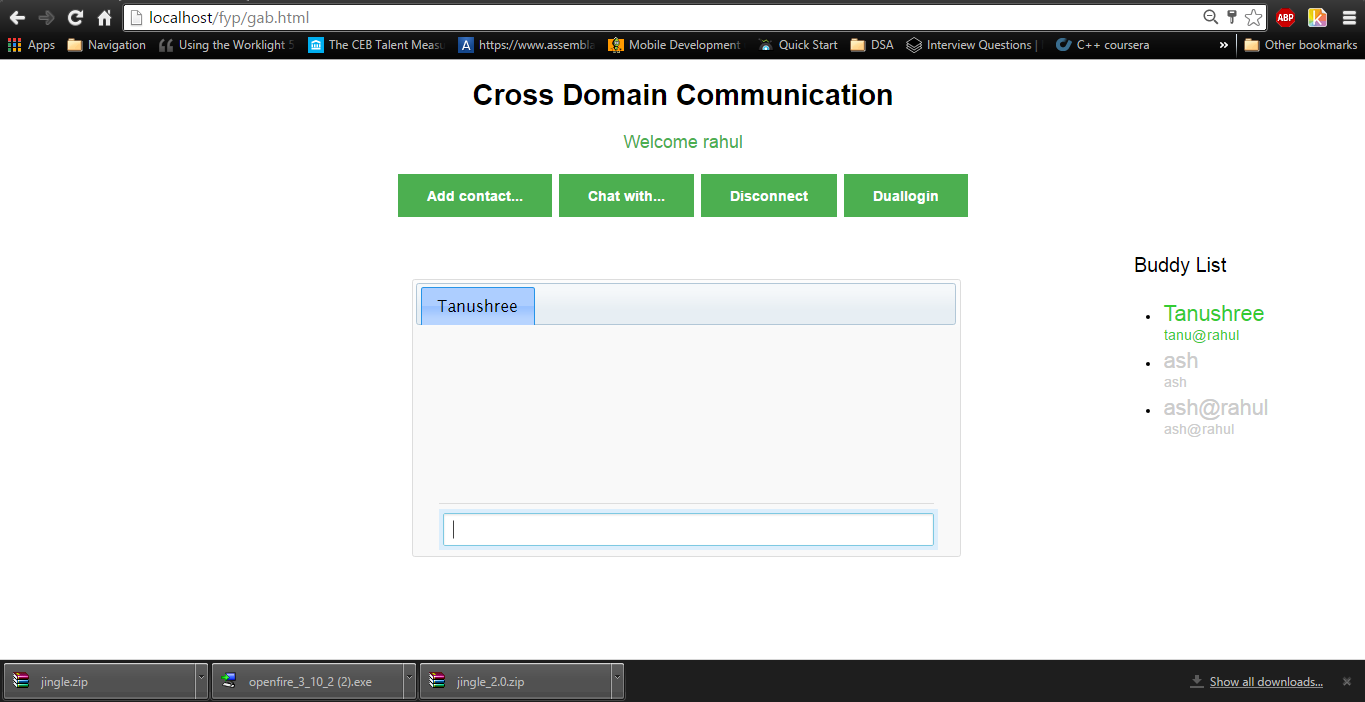 localhost/fyp/gab.html
ABP
K
Apps Navigation Using the Worklight 5 The CEB Talent Measu A https://www.assembla Mobile Development Quick Start DSA Interview Questions | C++ coursera » Other bookmarks
Cross Domain Communication
Welcome rahul
Add contact... Chat with... Disconnect Duallogin
Buddy List
Tanushree
Tanushree
tanu@rahul
ash
ash
ash@rahul
ash@rahul
jingle.zip openfire_3_10_2 (2).exe jingle_2.0.zip Show all downloads...